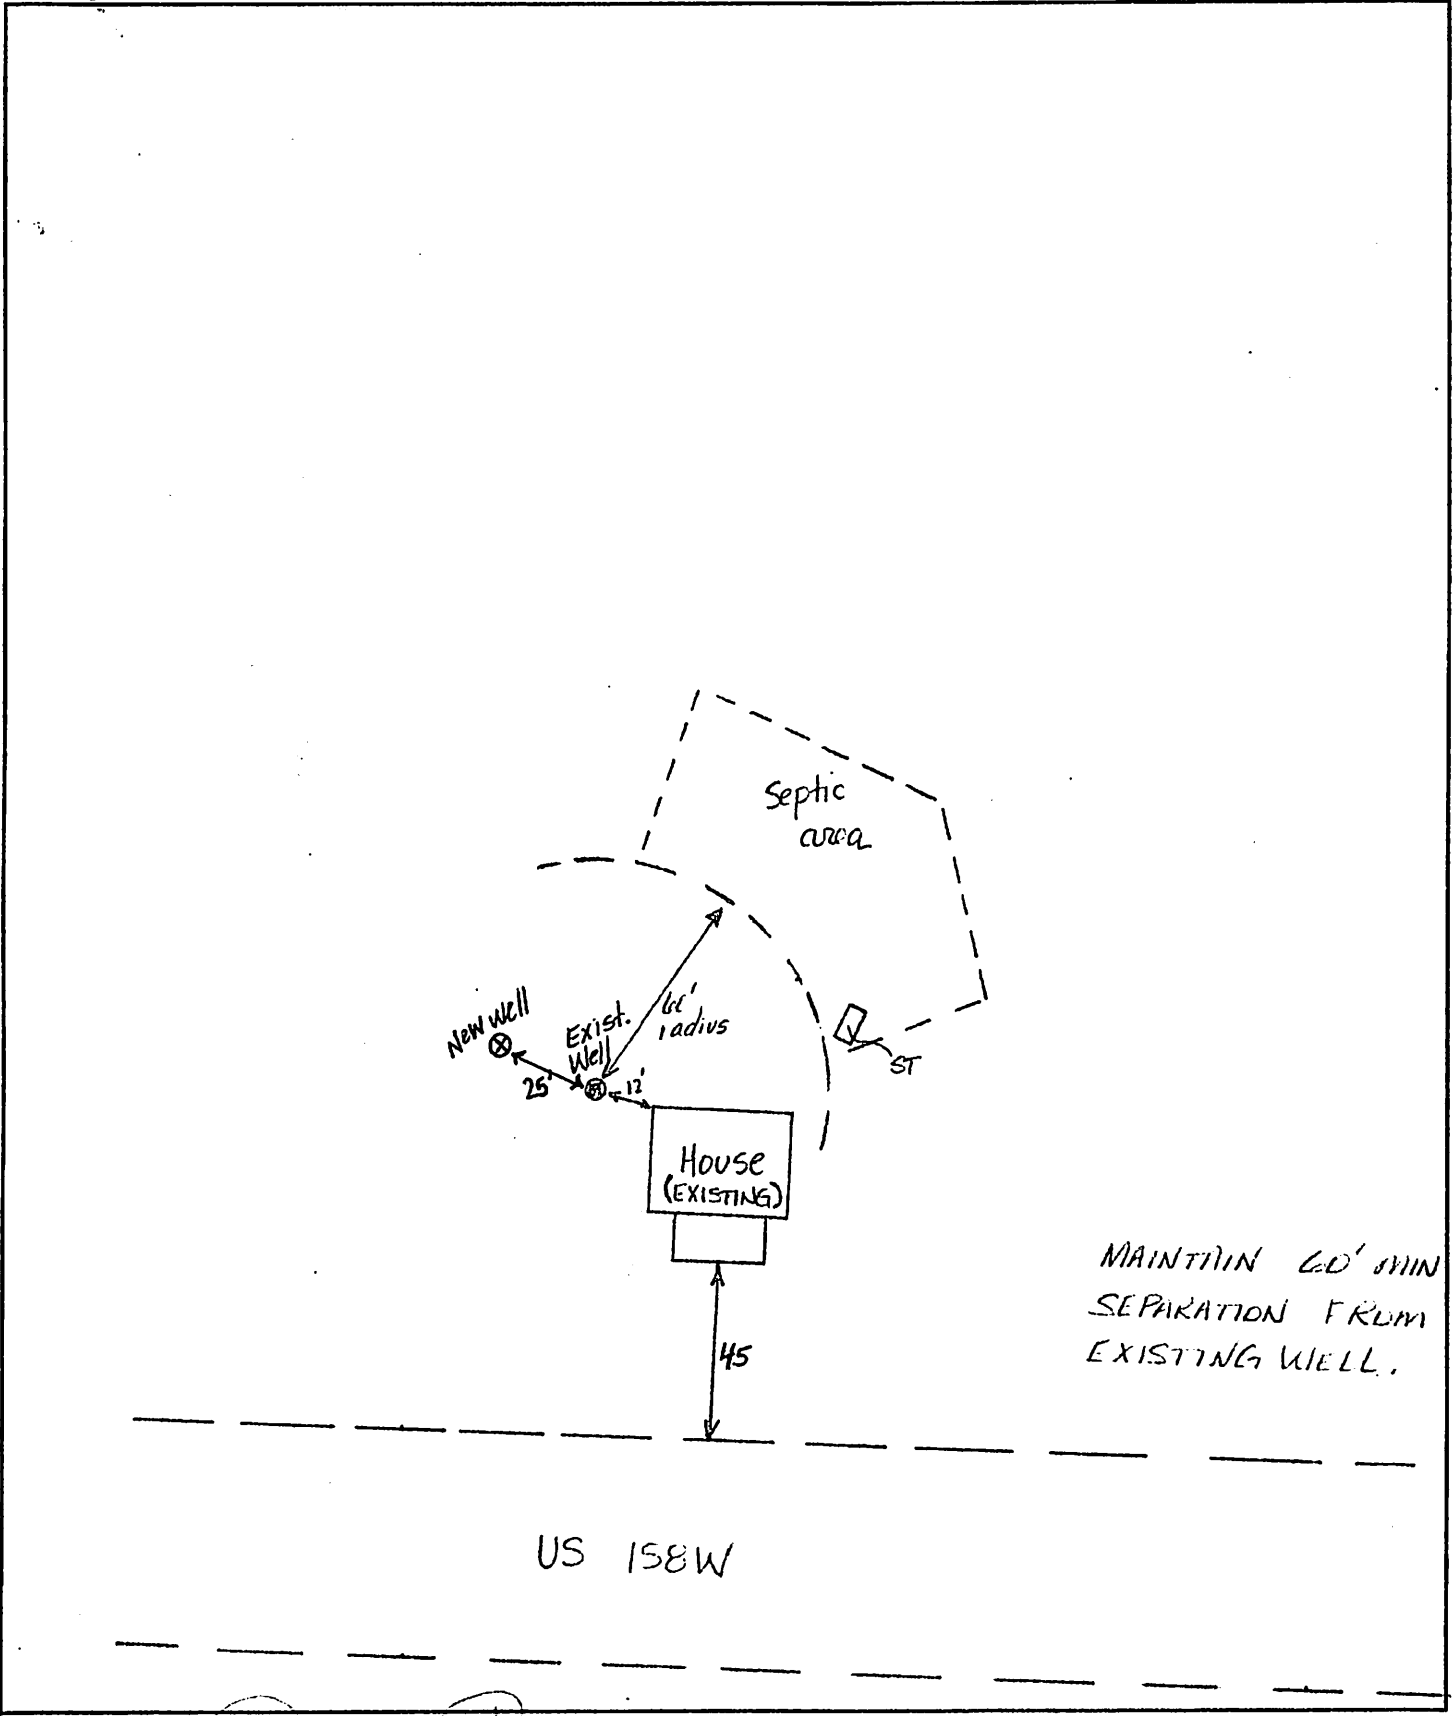 Septic
area
New Well
Exist.
Well
60'
radius
25'
12'
ST
House
(EXISTING)
MAINTAIN 60' MIN
SEPARATION FROM
EXISTING WELL.
45
US 158W